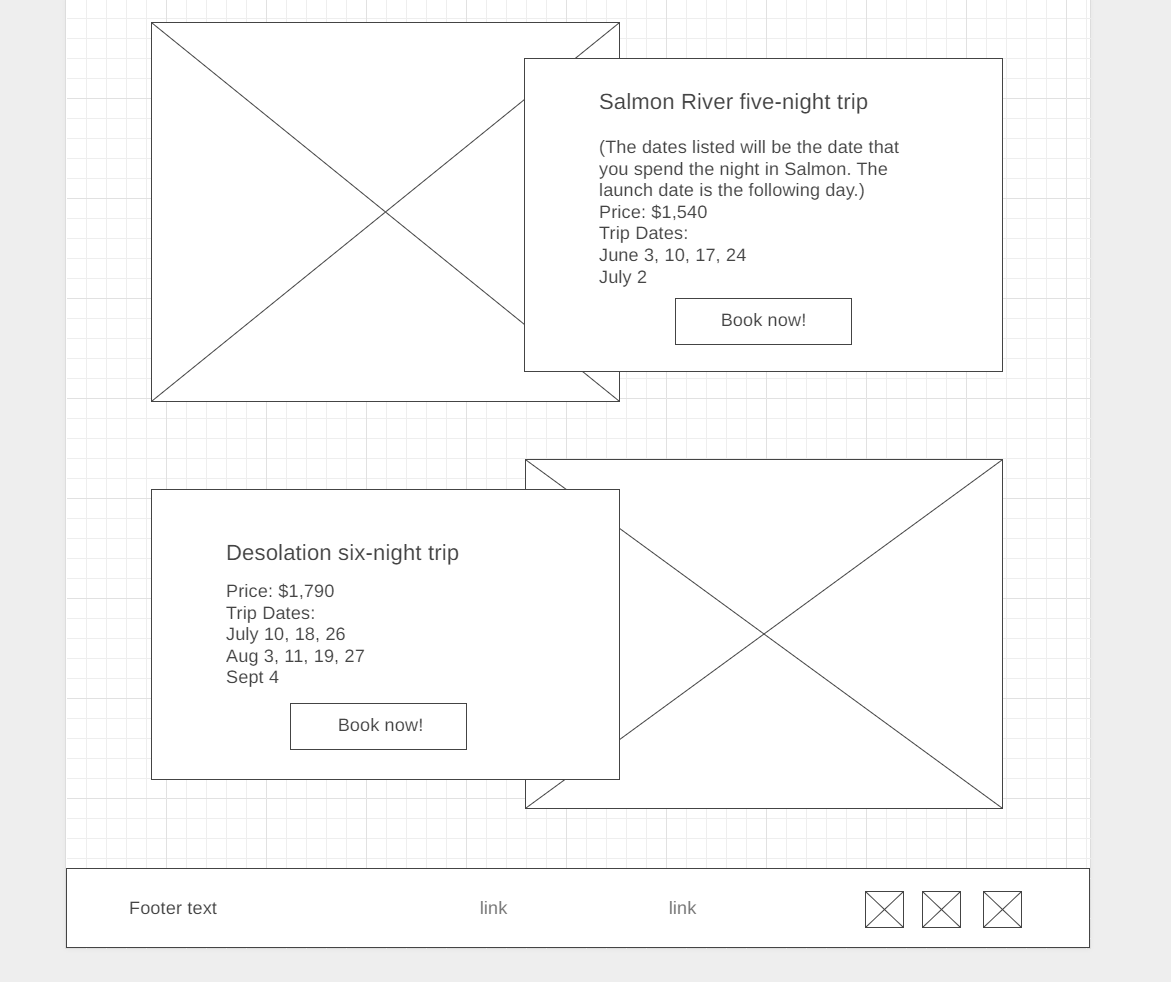 Salmon River five-night trip
(The dates listed will be the date that
you spend the night in Salmon. The
launch date is the following day.)
Price: $1,540
Trip Dates:
June 3, 10, 17, 24
July 2
Book now!
Desolation six-night trip
Price: $1,790
Trip Dates:
July 10, 18, 26
Aug 3, 11, 19, 27
Sept 4
Book now!
Footer text
link
link